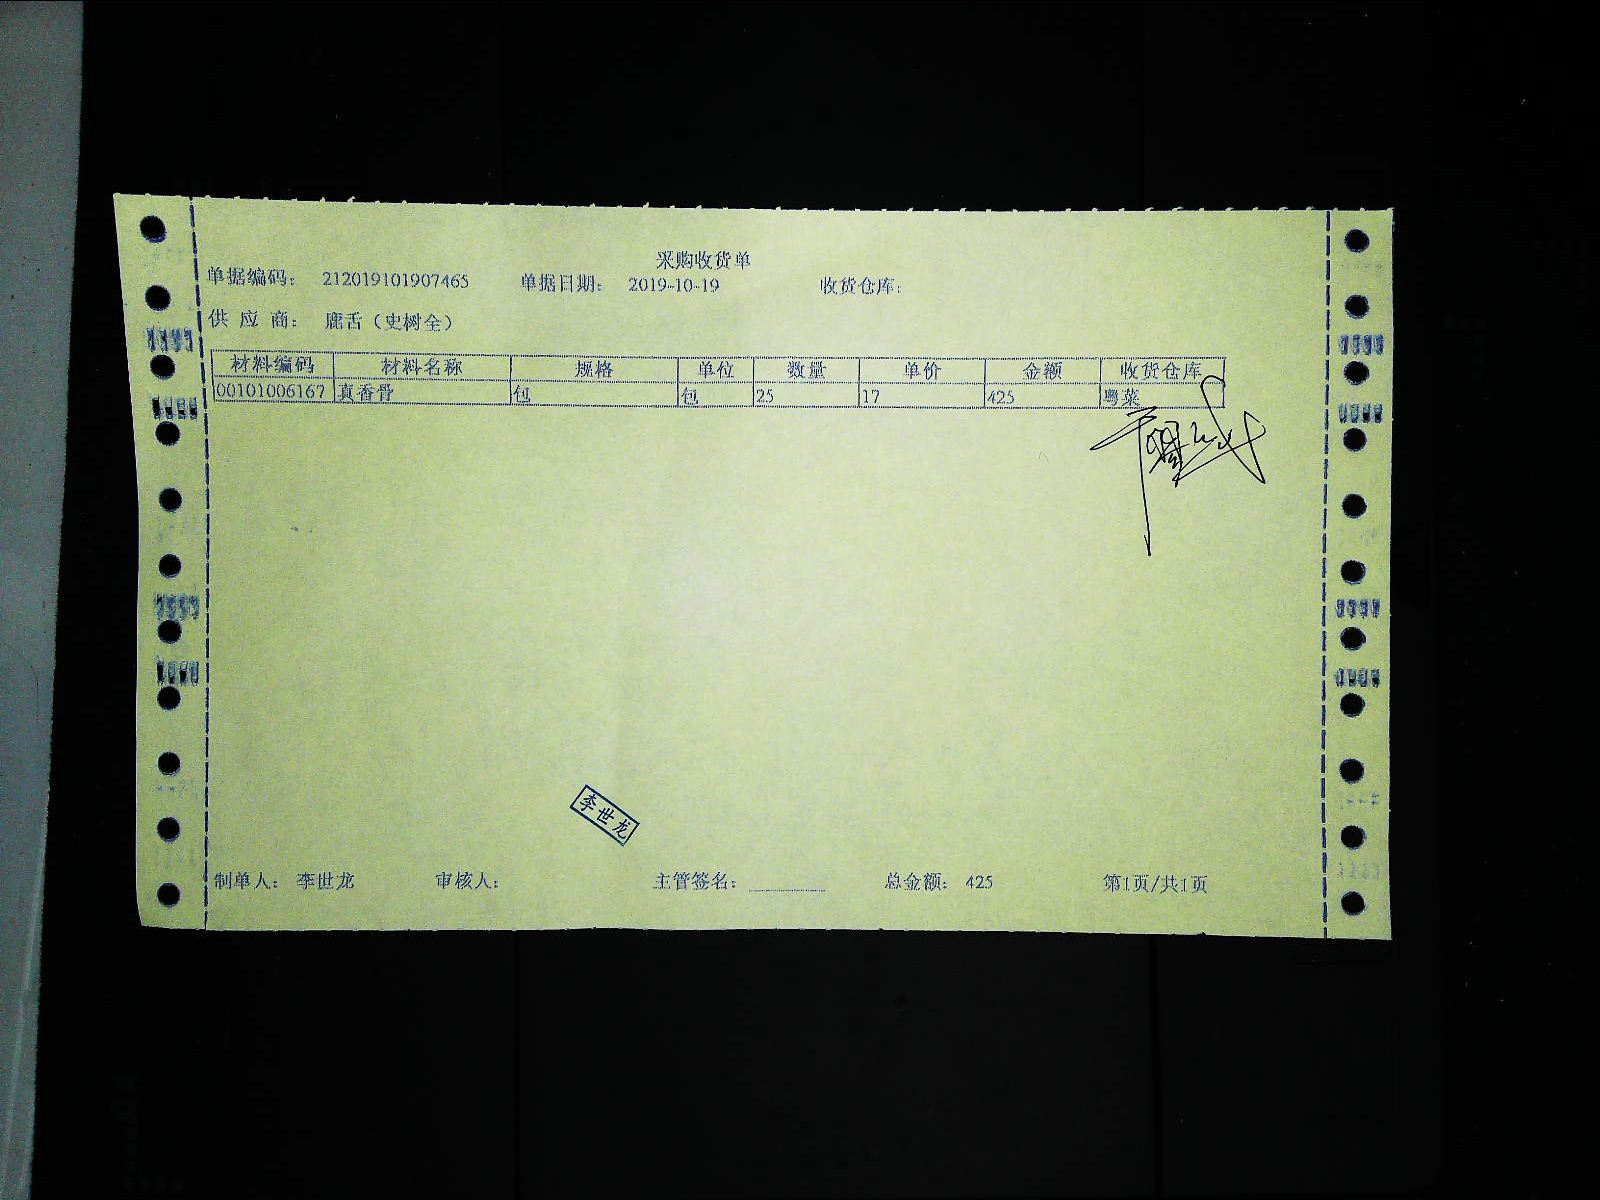 采购收货单
单据编码: 212019101907465 单据日期: 2019-10-19 收货仓库:
供应商: 鹿舌(史树全)
材料编码 材料名称 规格 单位 数量 单价 金额 收货仓库
00101006167 真香骨 包 包 25 17 425 粤菜
李世龙
制单人: 李世龙 审核人: 主管签名: 总金额: 425 第1页/共1页